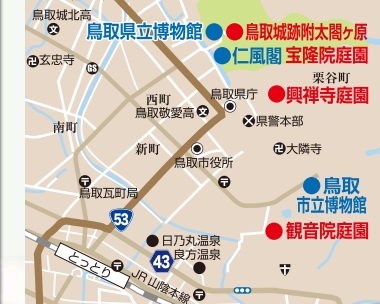 鳥取城北高
鳥取県立博物館
鳥取城跡附太閤ヶ原
仁風閣
宝隆院庭園
玄忠寺
GS
栗谷町
西町
鳥取県庁
興禅寺庭園
鳥取敬愛高
県警本部
南町
新町
大隣寺
鳥取市役所
鳥取
市立博物館
鳥取瓦町局
53
観音院庭園
日乃丸温泉
43
良方温泉
とっとり
JR山陰本線